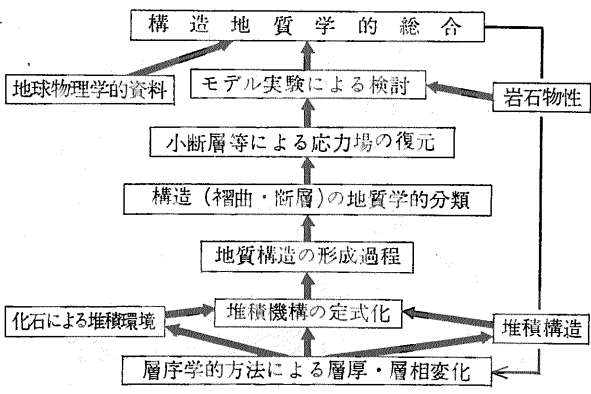 構造地質学的総合
地球物理学的資料
モデル実験による検討
岩石物性
小断層等による応力場の復元
構造(褶曲・断層)の地質学的分類
地質構造の形成過程
化石による堆積環境
堆積機構の定式化
堆積構造
層序学的方法による層厚・層相変化